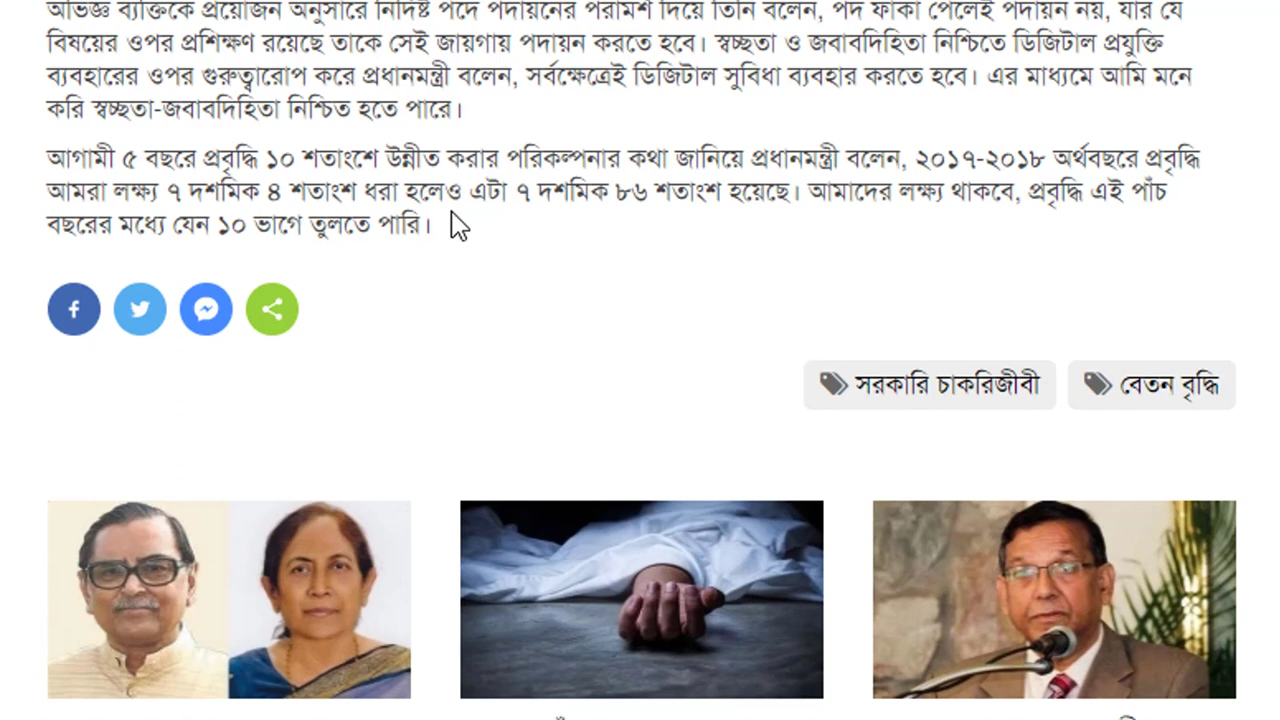 অভিজ্ঞ ব্যক্তিকে প্রয়োজন অনুসারে নির্দিষ্ট পদে পদায়নের পরামর্শ দিয়ে তিনি বলেন, পদ ফাঁকা পেলেই পদায়ন নয়, যার যে
বিষয়ের ওপর প্রশিক্ষণ রয়েছে তাকে সেই জায়গায় পদায়ন করতে হবে। স্বচ্ছতা ও জবাবদিহিতা নিশ্চিতে ডিজিটাল প্রযুক্তি
ব্যবহারের ওপর গুরুত্বারোপ করে প্রধানমন্ত্রী বলেন, সর্বক্ষেত্রেই ডিজিটাল সুবিধা ব্যবহার করতে হবে। এর মাধ্যমে আমি মনে
করি স্বচ্ছতা-জবাবদিহিতা নিশ্চিত হতে পারে।
আগামী ৫ বছরে প্রবৃদ্ধি ১০ শতাংশে উন্নীত করার পরিকল্পনার কথা জানিয়ে প্রধানমন্ত্রী বলেন, ২০১৭-২০১৮ অর্থবছরে প্রবৃদ্ধি
আমরা লক্ষ্য ৭ দশমিক ৪ শতাংশ ধরা হলেও এটা ৭ দশমিক ৮৬ শতাংশ হয়েছে। আমাদের লক্ষ্য থাকবে, প্রবৃদ্ধি এই পাঁচ
বছরের মধ্যে যেন ১০ ভাগে তুলতে পারি।
সরকারি চাকরিজীবী
বেতন বৃদ্ধি